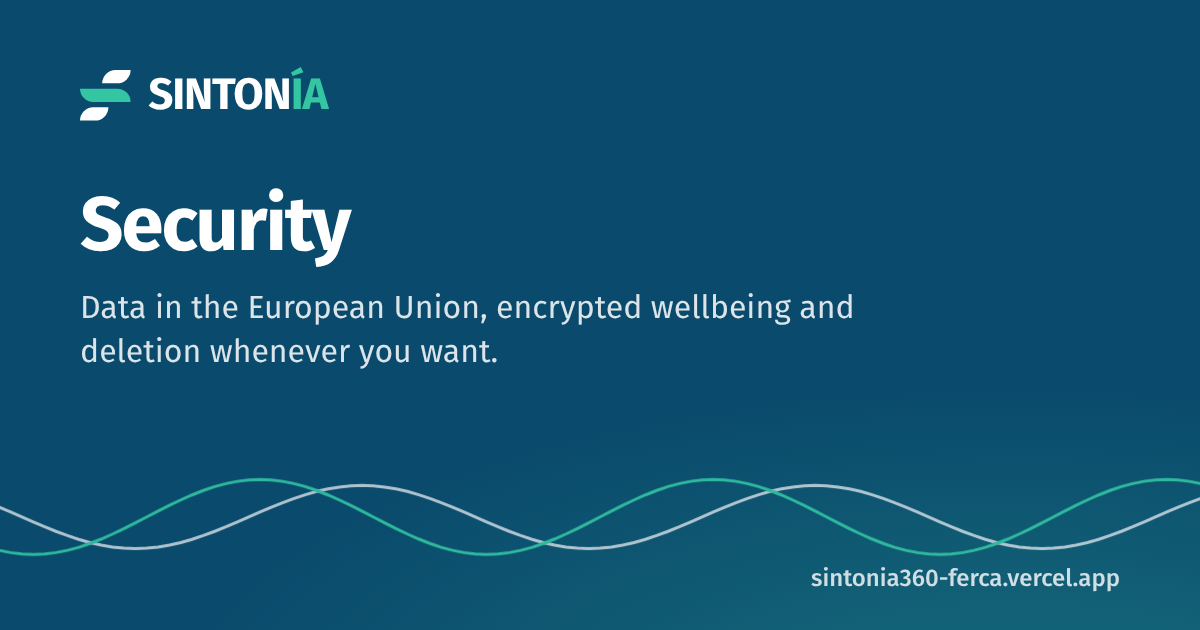 SINTONÍA
Security
Data in the European Union, encrypted wellbeing and
deletion whenever you want.
sintonia360-ferca.vercel.app